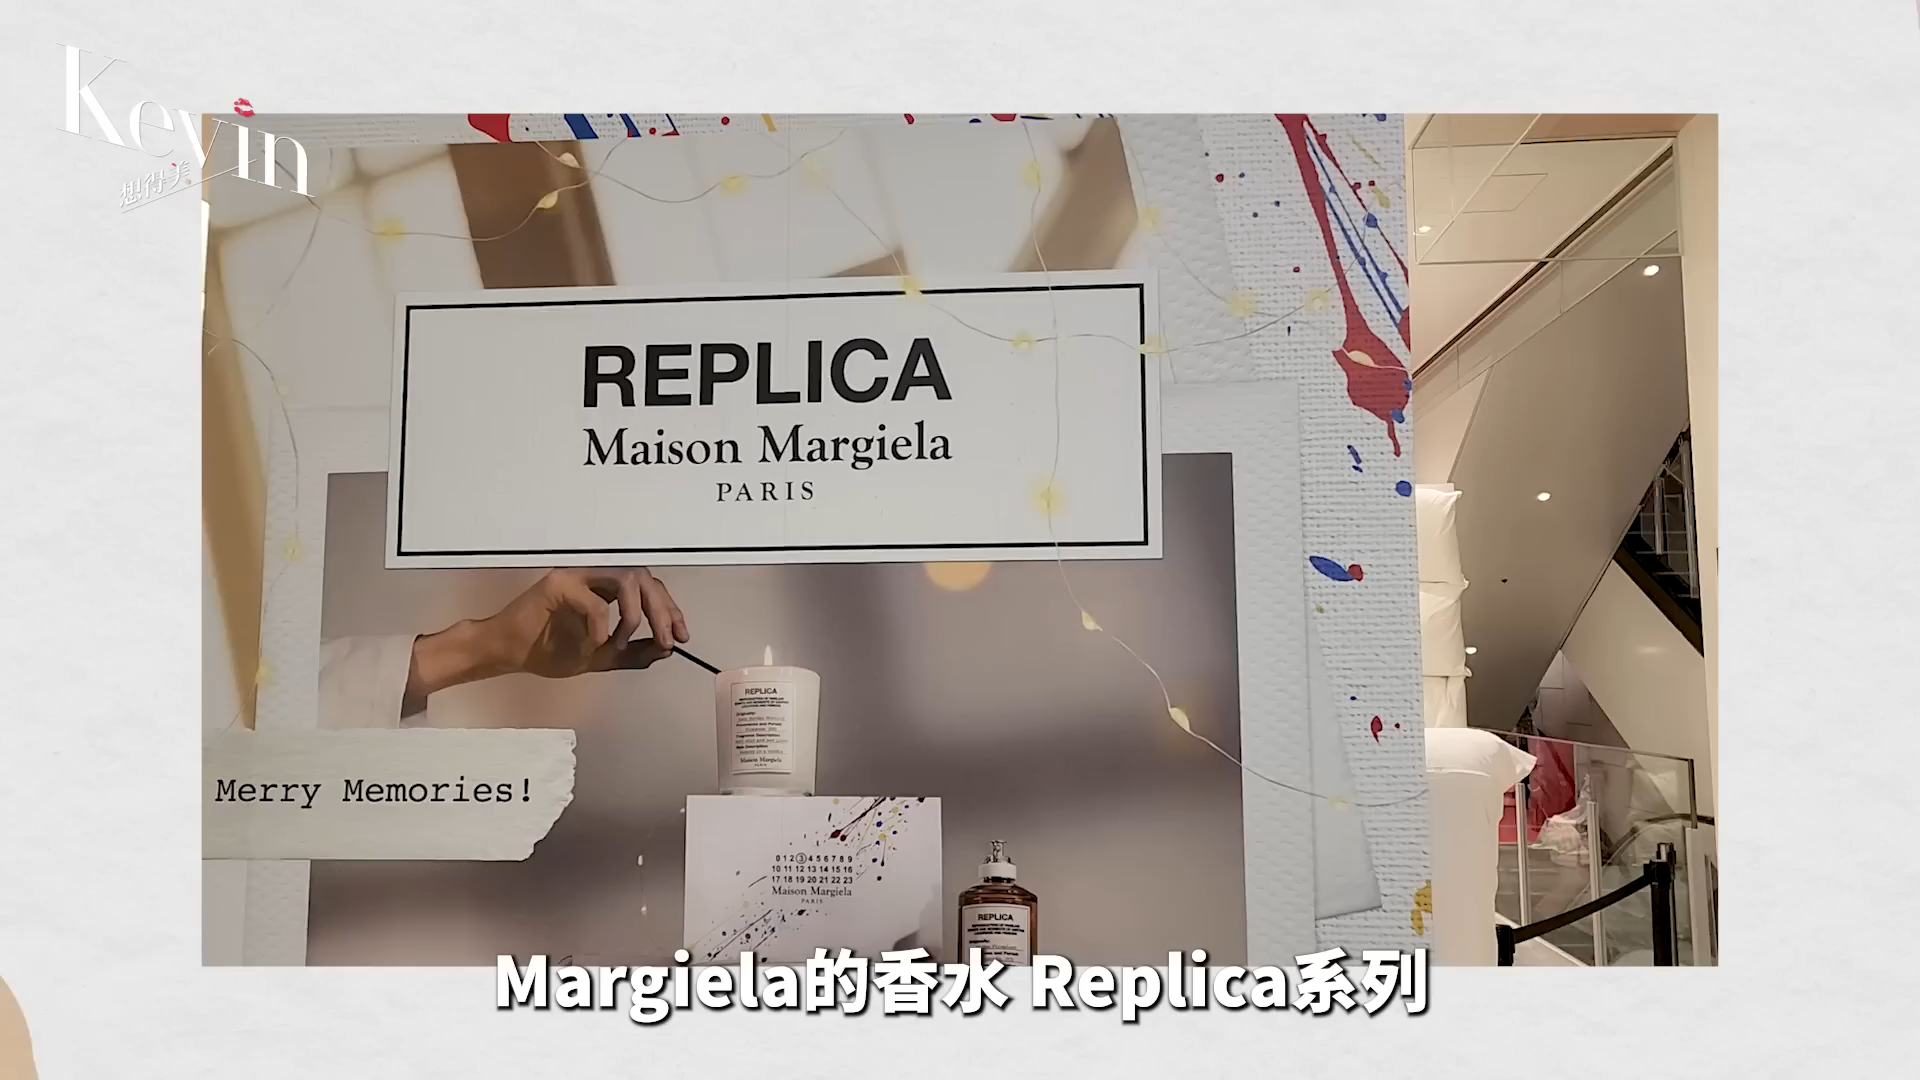 Kevin
想得美
REPLICA
Maison Margiela
PARIS
REPLICA
Maison Margiela
PARIS
Merry Memories!
0 1 2 3 4 5 6 7 8 9
10 11 12 13 14 15 16
17 18 19 20 21 22 23
Maison Margiela
PARIS
REPLICA
Margiela的香水 Replica系列